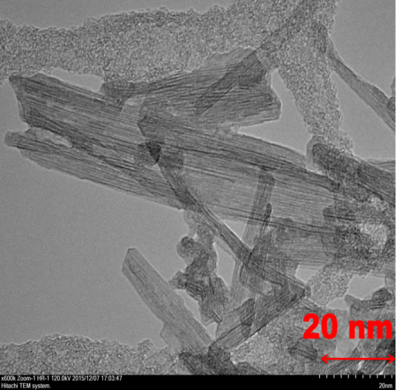 20 nm
x600k Zoom-1 HR-1 120.0kV 2015/12/07 17:03:47
Hitachi TEM system.
20nm